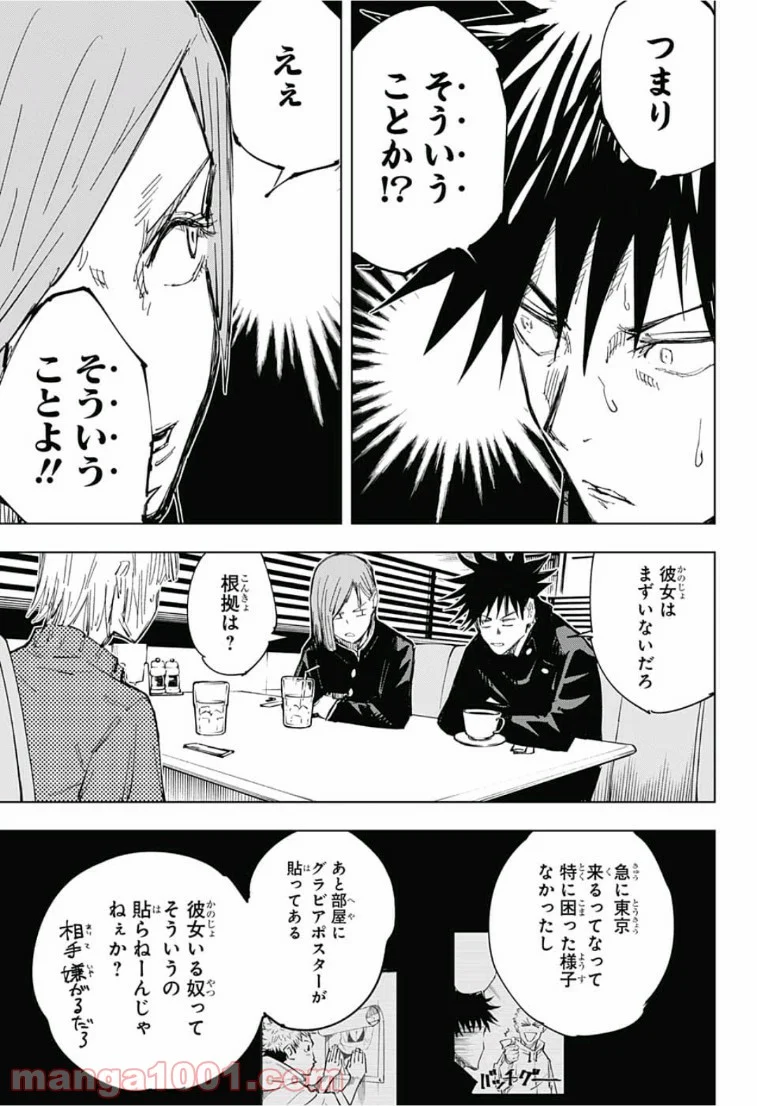 つまり
そういう
ことか!?
ええ
そういう
ことよ!!
彼女は
まずいないだろ
根拠は?
急に東京
来るってなって
特に困った様子
なかったし
バッチグー
あと部屋に
グラビアポスターが
貼ってある
彼女いる奴って
そういうの
貼らねーんじゃ
ねぇか?
相手嫌がるだろ
manga1001.com